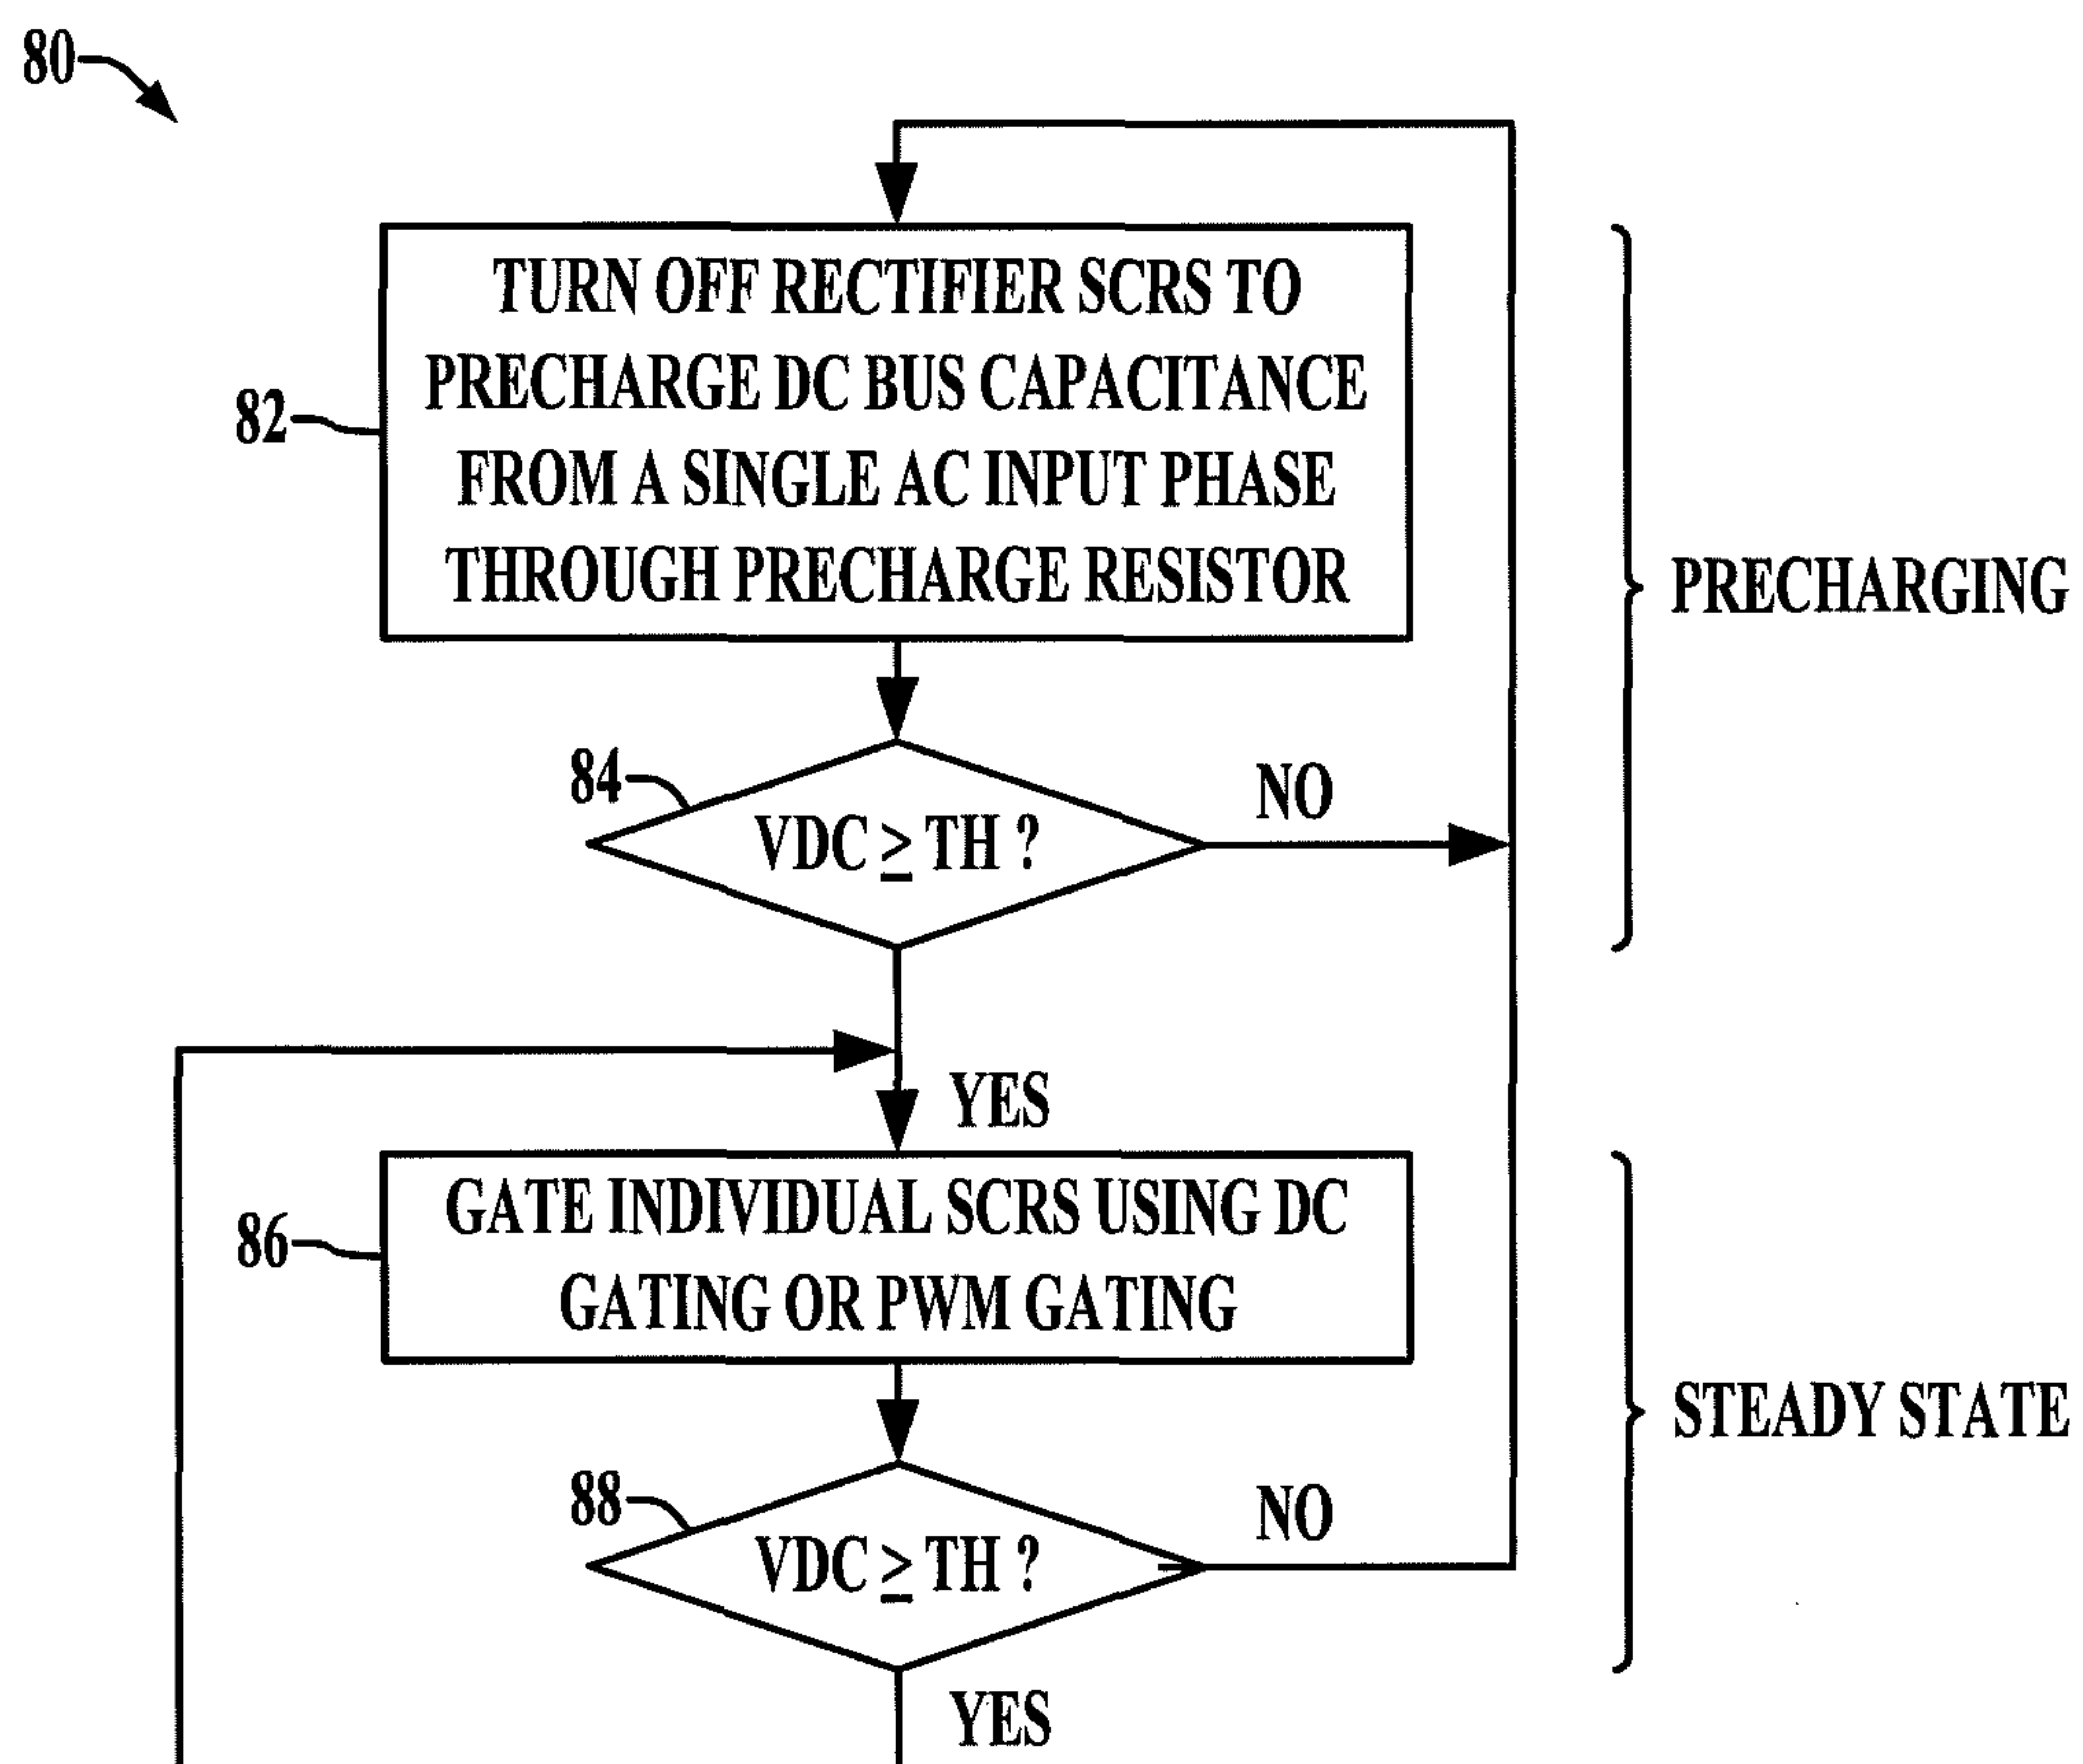 80
TURN OFF RECTIFIER SCRS TO
PRECHARGE DC BUS CAPACITANCE
FROM A SINGLE AC INPUT PHASE
THROUGH PRECHARGE RESISTOR
82
PRECHARGING
84
VDC ≥ TH ?
NO
YES
GATE INDIVIDUAL SCRS USING DC
GATING OR PWM GATING
86
STEADY STATE
88
VDC ≥ TH ?
NO
YES